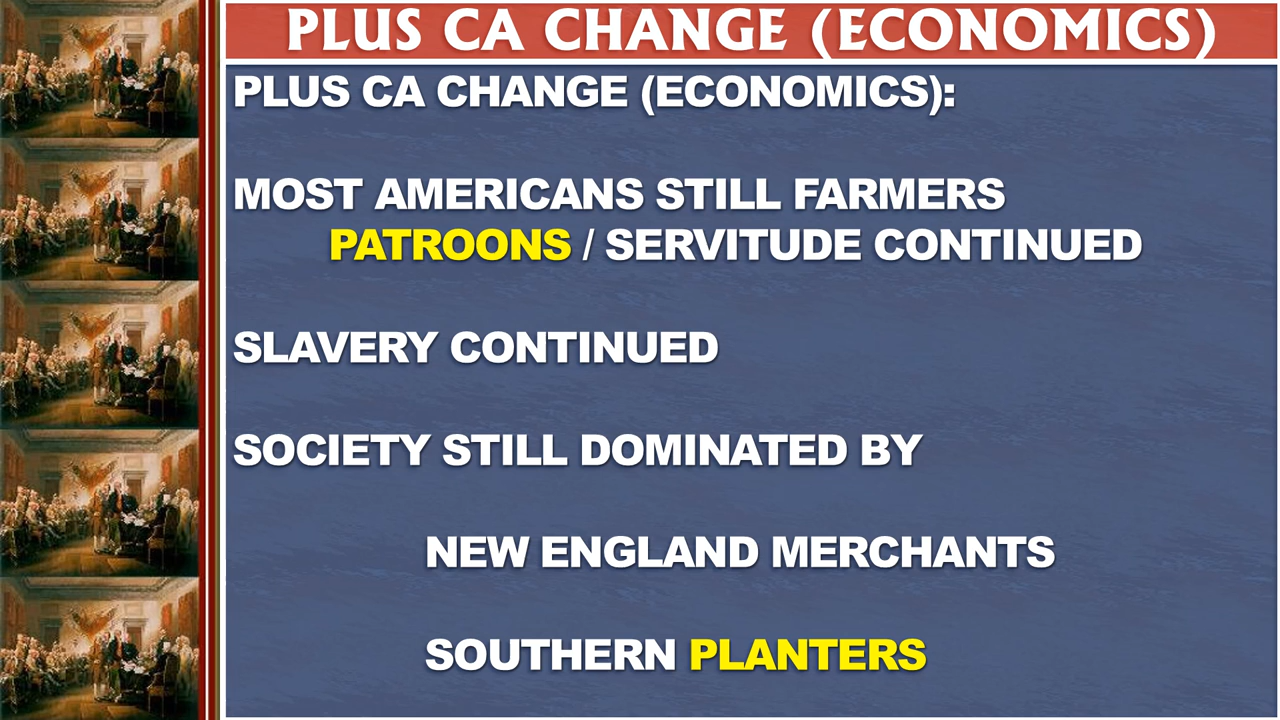 PLUS CA CHANGE (ECONOMICS)
PLUS CA CHANGE (ECONOMICS):
MOST AMERICANS STILL FARMERS
PATROONS / SERVITUDE CONTINUED
SLAVERY CONTINUED
SOCIETY STILL DOMINATED BY
NEW ENGLAND MERCHANTS
SOUTHERN PLANTERS